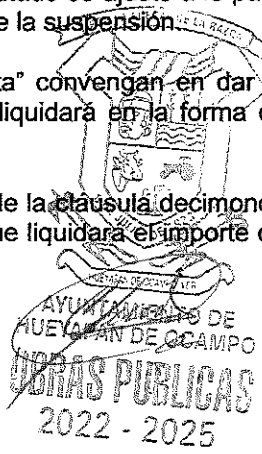 de la suspensión.
ta" convengan en dar
liquidará en la forma
de la cláusula decimono
ue liquidará el importe
AYUNTAMIENTO DE
HUEYAPAN DE OCAMPO
OBRAS PUBLICAS
2022 - 2025